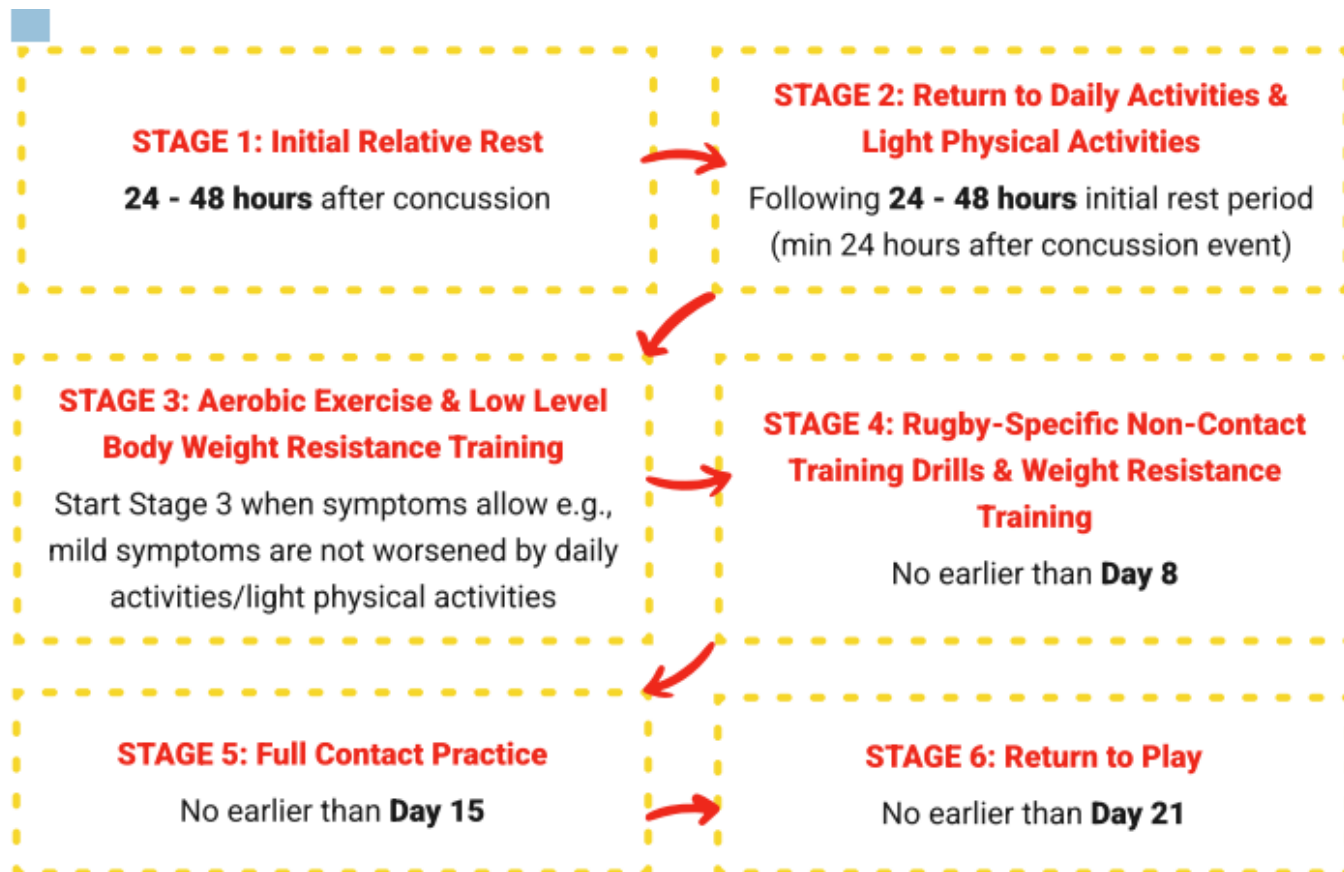 STAGE 1: Initial Relative Rest
24 - 48 hours after concussion
STAGE 2: Return to Daily Activities &
Light Physical Activities
Following 24 - 48 hours initial rest period
(min 24 hours after concussion event)
STAGE 3: Aerobic Exercise & Low Level
Body Weight Resistance Training
Start Stage 3 when symptoms allow e.g.,
mild symptoms are not worsened by daily
activities/light physical activities
STAGE 4: Rugby-Specific Non-Contact
Training Drills & Weight Resistance
Training
No earlier than Day 8
STAGE 5: Full Contact Practice
No earlier than Day 15
STAGE 6: Return to Play
No earlier than Day 21